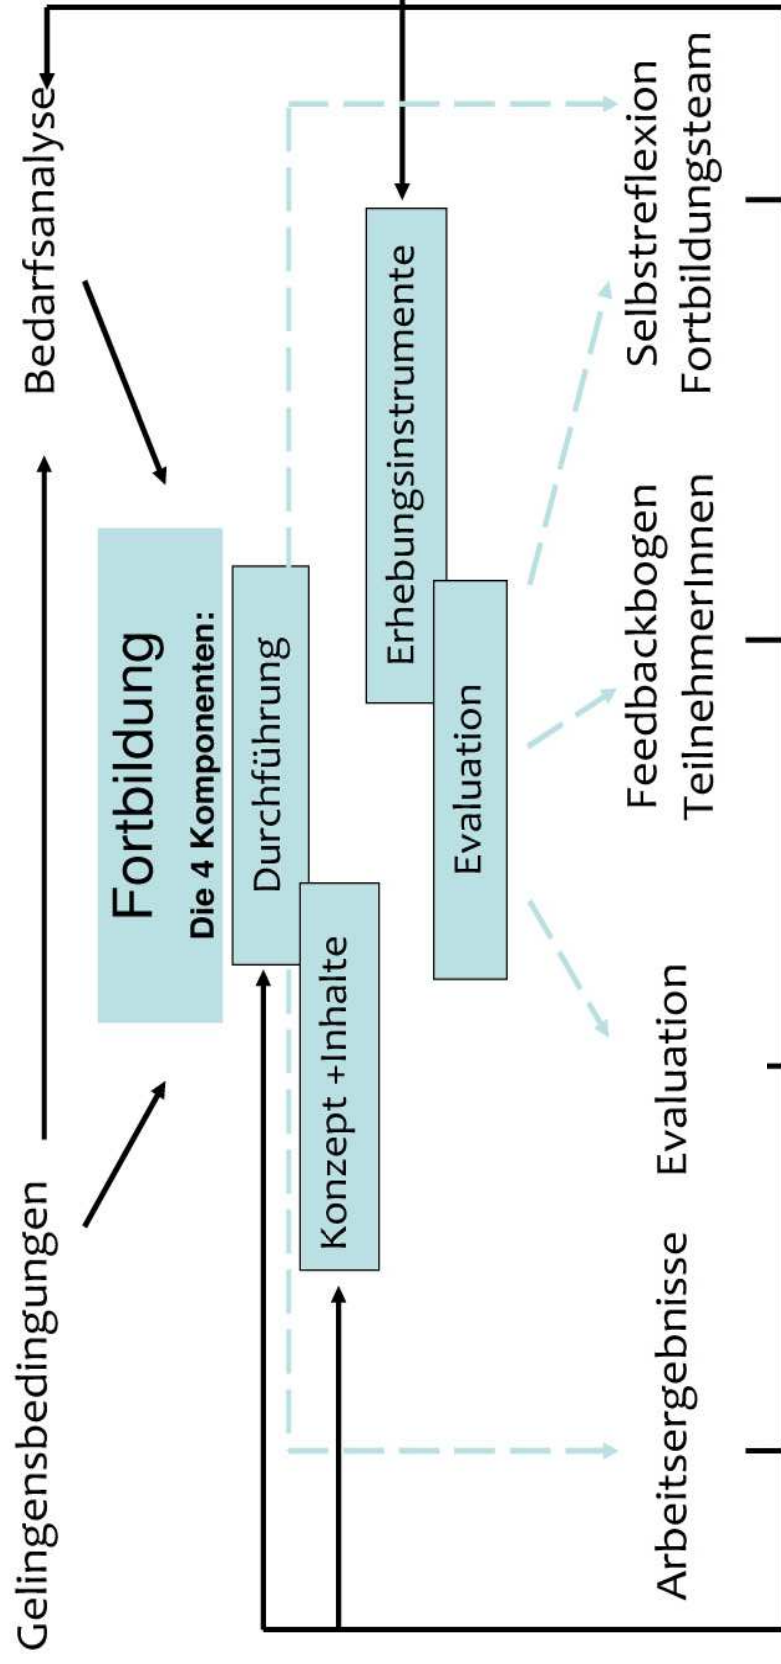 Gelingensbedingungen
Bedarfsanalyse
Fortbildung
Die 4 Komponenten:
Durchführung
Konzept +Inhalte
Erhebungsinstrumente
Evaluation
Arbeitsergebnisse
Evaluation
Feedbackbogen
TeilnehmerInnen
Selbstreflexion
Fortbildungsteam